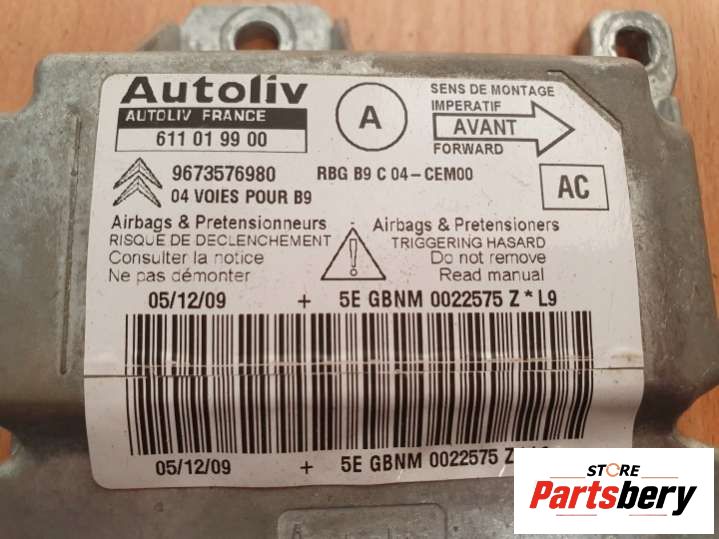 Autoliv
AUTOLIV FRANCE
611 01 99 00
A
SENS DE MONTAGE
IMPERATIF
AVANT
FORWARD
9673576980 RBG B9 C 04-CEM00
04 VOIES POUR B9
AC
Airbags & Pretensionneurs
RISQUE DE DECLENCHEMENT
Consulter la notice
Ne pas démonter
Airbags & Pretensioners
TRIGGERING HASARD
Do not remove
Read manual
05/12/09 + 5E GBNM 0022575 Z * L9
05/12/09 + 5E GBNM 0022575 Z
STORE
Partsbery